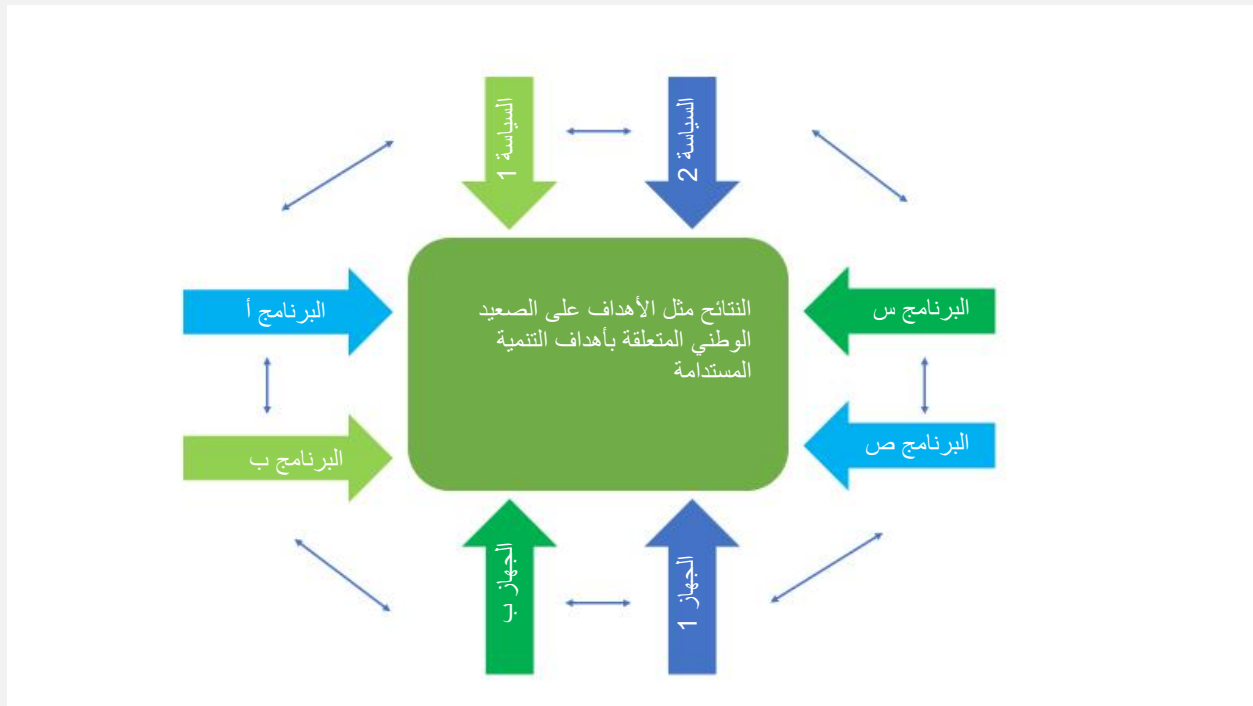 السياسة 1
السياسة 2
البرنامج أ
النتائج مثل الأهداف على الصعيد
الوطني المتعلقة بأهداف التنمية
المستدامة
البرنامج س
البرنامج ب
البرنامج ص
الجهاز ب
الجهاز 1